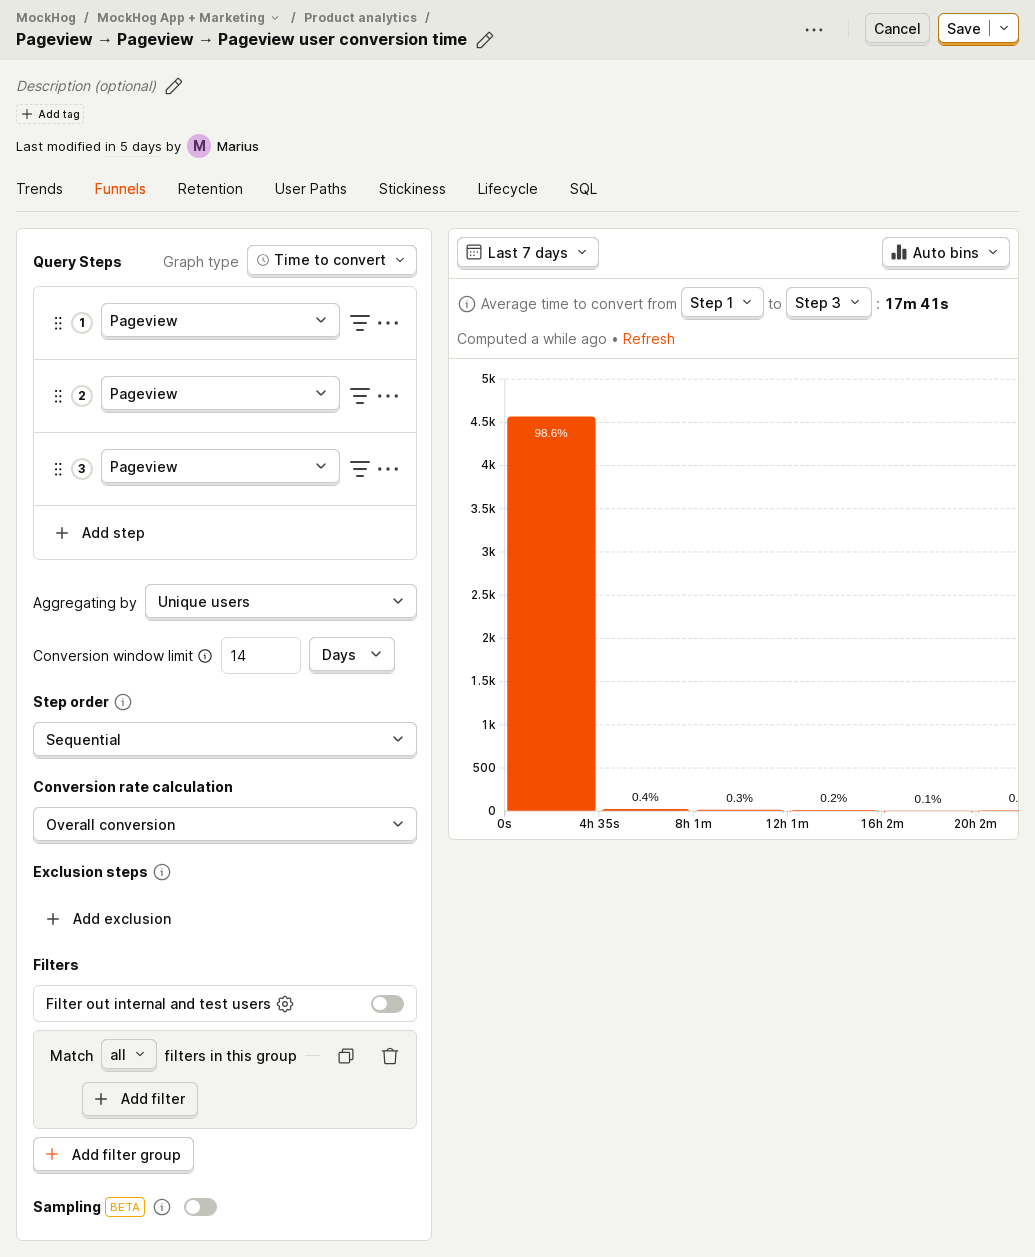 MockHog / MockHog App + Marketing / Product analytics /
Pageview → Pageview → Pageview user conversion time
Cancel
Save
Description (optional)
Add tag
Last modified in 5 days by M Marius
Trends Funnels Retention User Paths Stickiness Lifecycle SQL
Query Steps Graph type Time to convert
1 Pageview
2 Pageview
3 Pageview
Add step
Aggregating by Unique users
Conversion window limit 14 Days
Step order
Sequential
Conversion rate calculation
Overall conversion
Exclusion steps
Add exclusion
Filters
Filter out internal and test users
Match all filters in this group
Add filter
Add filter group
Sampling BETA
Last 7 days Auto bins
Average time to convert from Step 1 to Step 3 : 17m 41s
Computed a while ago • Refresh
5k
4.5k
98.6%
4k
3.5k
3k
2.5k
2k
1.5k
1k
500
0.4% 0.3% 0.2% 0.1% 0.
0
0s 4h 35s 8h 1m 12h 1m 16h 2m 20h 2m